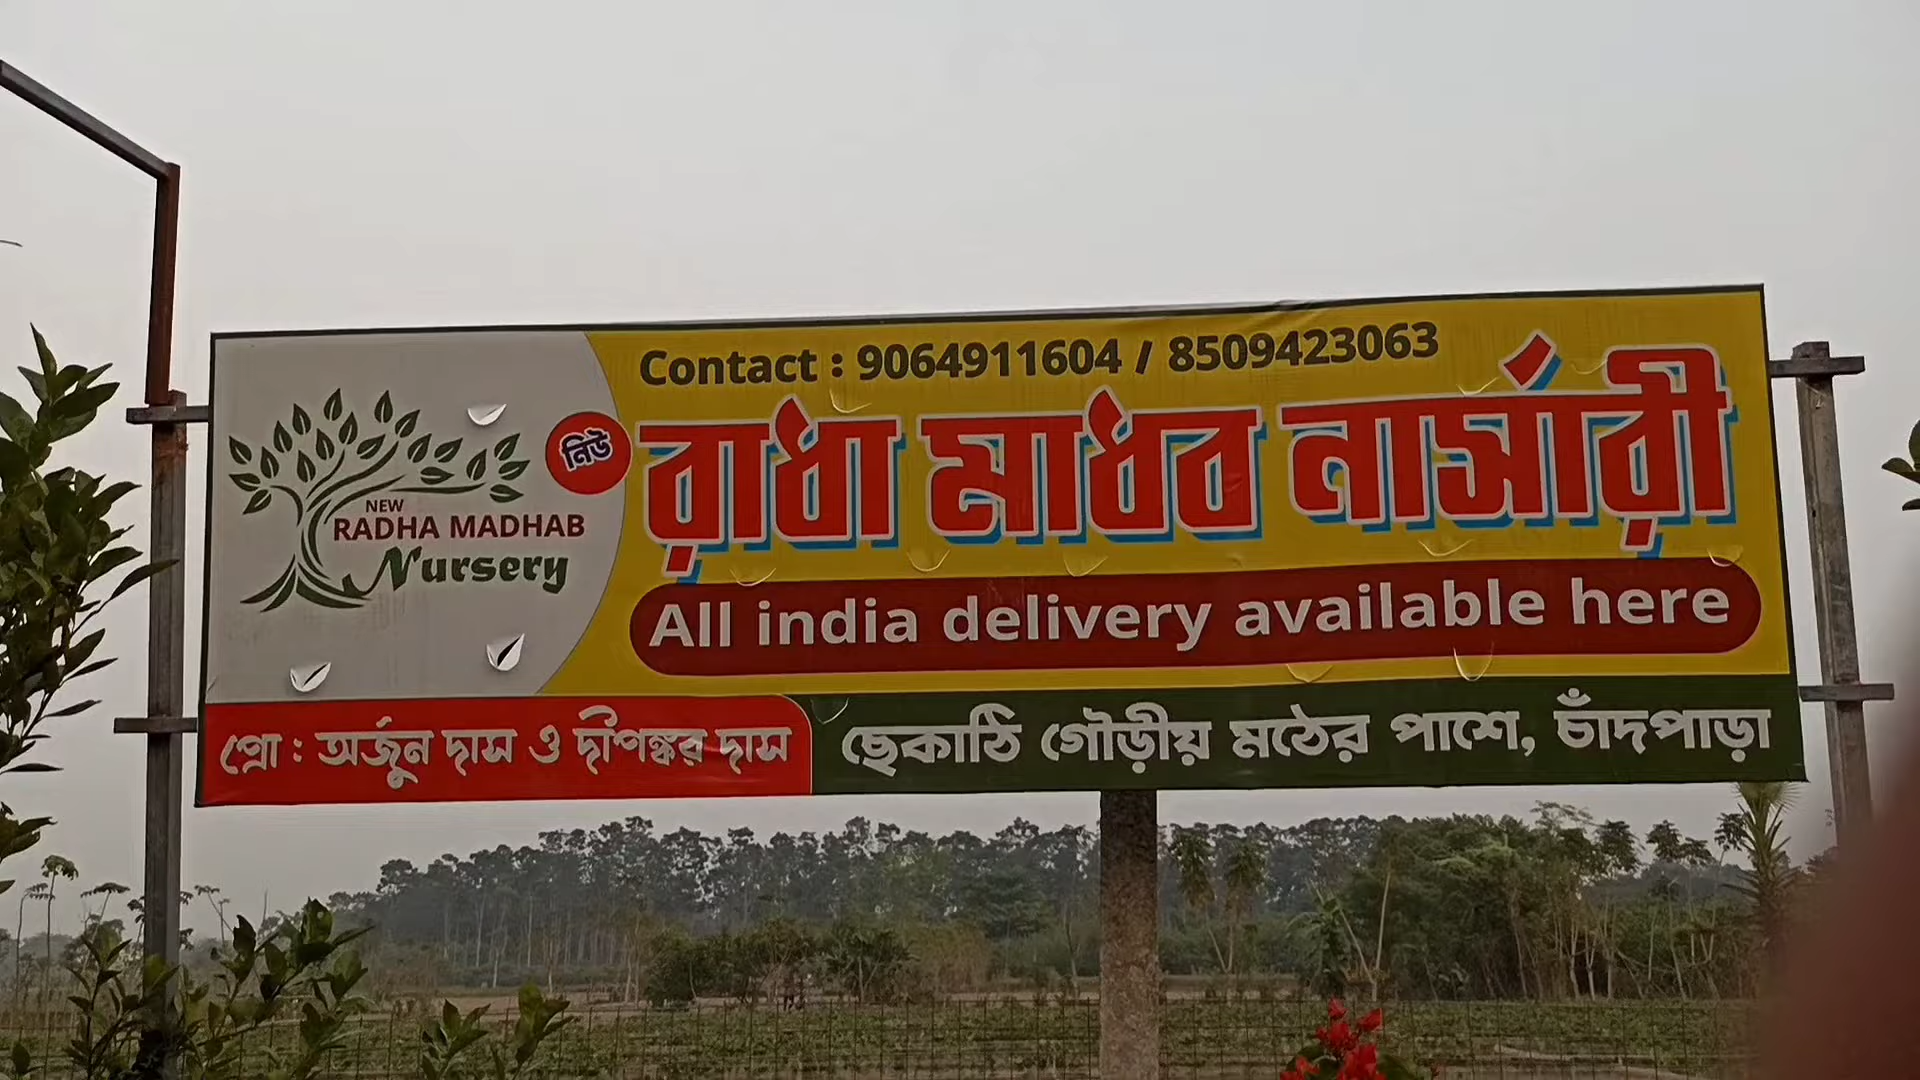 NEW
RADHA MADHAB
Nursery
Contact : 9064911604 / 8509423063
নিউ
রাধা মাধব নার্সারী
All india delivery available here
প্রো : অর্জুন দাস ও দীপঙ্কর দাস
ছেকাঠি গৌড়ীয় মঠের পাশে, চাঁদপাড়া